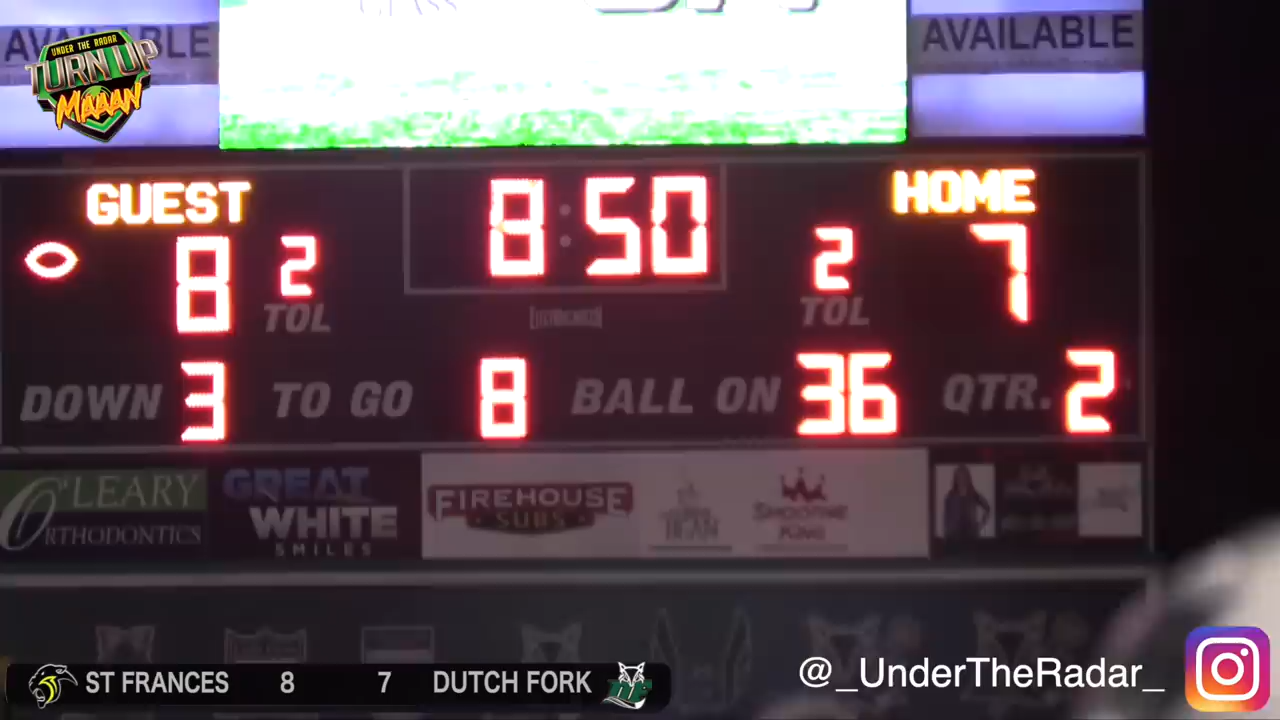 AVAILABLE
UNDER THE RADAR
TURN UP
MAAAN
AVAILABLE
GUEST
8:50
HOME
8
2
2
7
TOL
TOL
DOWN 3 TO GO 8 BALL ON 36 QTR. 2
O'LEARY
ORTHODONTICS
GREAT
WHITE
SMILES
FIREHOUSE
SUBS
SMOOTHIE
KING
ST FRANCES 8 7 DUTCH FORK
@_UnderTheRadar_